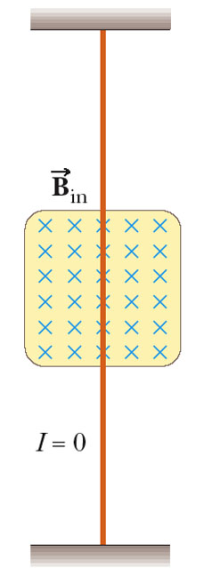 B⃗in
I = 0